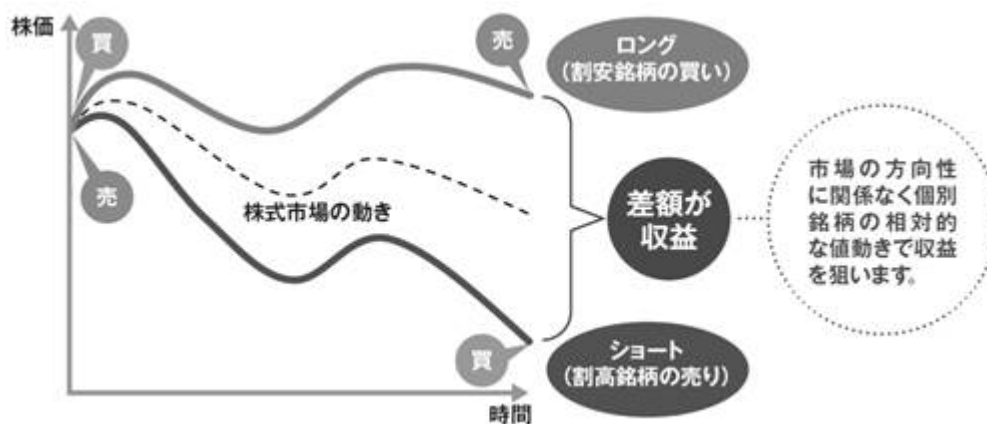 株価
買
売
ロング
(割安銘柄の買い)
売
株式市場の動き
差額が
収益
市場の方向性
に関係なく個別
銘柄の相対的
な値動きで収益
を狙います。
買
ショート
(割高銘柄の売り)
時間